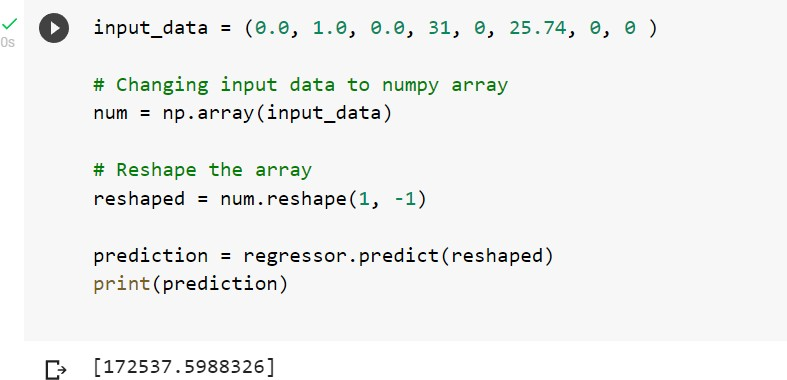 input_data = (0.0, 1.0, 0.0, 31, 0, 25.74, 0, 0 )
0s
# Changing input data to numpy array
num = np.array(input_data)
# Reshape the array
reshaped = num.reshape(1, -1)
prediction = regressor.predict(reshaped)
print(prediction)
[172537.5988326]